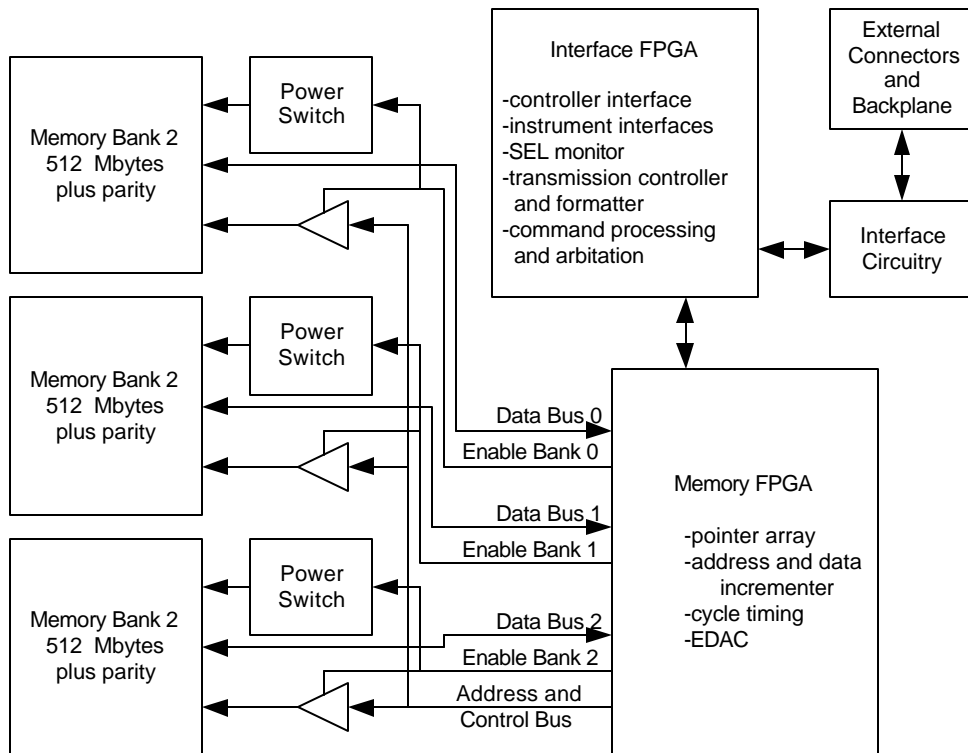 Memory Bank 2
512 Mbytes
plus parity
Power
Switch
Memory Bank 2
512 Mbytes
plus parity
Power
Switch
Memory Bank 2
512 Mbytes
plus parity
Power
Switch
Interface FPGA
-controller interface
-instrument interfaces
-SEL monitor
-transmission controller
and formatter
-command processing
and arbitation
External
Connectors
and
Backplane
Interface
Circuitry
Data Bus 0
Enable Bank 0
Data Bus 1
Enable Bank 1
Data Bus 2
Enable Bank 2
Address and
Control Bus
Memory FPGA
-pointer array
-address and data
incrementer
-cycle timing
-EDAC